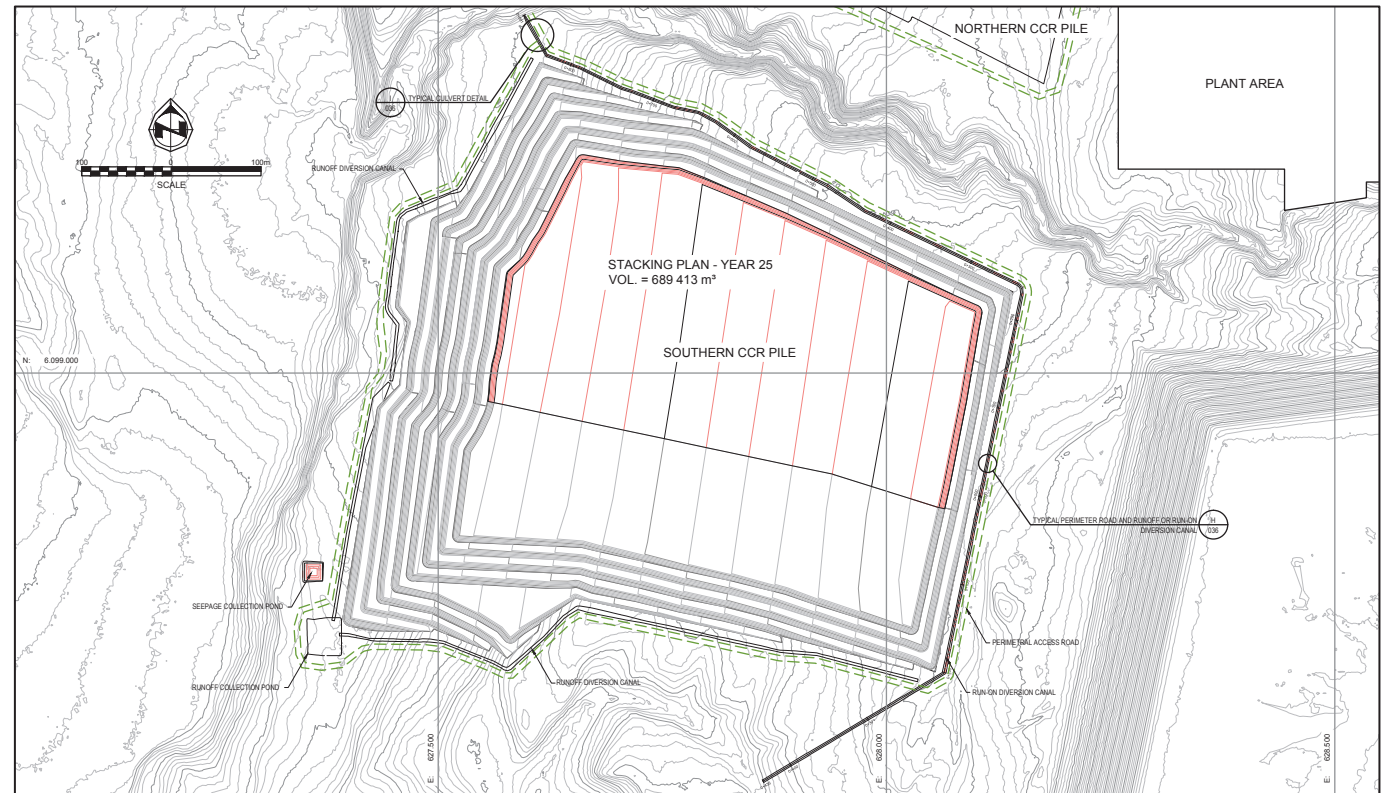 NORTHERN CCR PILE
PLANT AREA
TYPICAL CULVERT DETAIL
I
036
N
100 0 100m
SCALE
RUNOFF DIVERSION CANAL
STACKING PLAN - YEAR 25
VOL. = 689 413 m³
SOUTHERN CCR PILE
N: 6.099.000
TYPICAL PERIMETER ROAD AND RUNOFF OR RUN-ON
DIVERSION CANAL
H
036
SEEPAGE COLLECTION POND
PERIMETRAL ACCESS ROAD
RUNOFF COLLECTION POND
RUNOFF DIVERSION CANAL
RUN-ON DIVERSION CANAL
E: 627.500
E: 628.000
E: 628.500